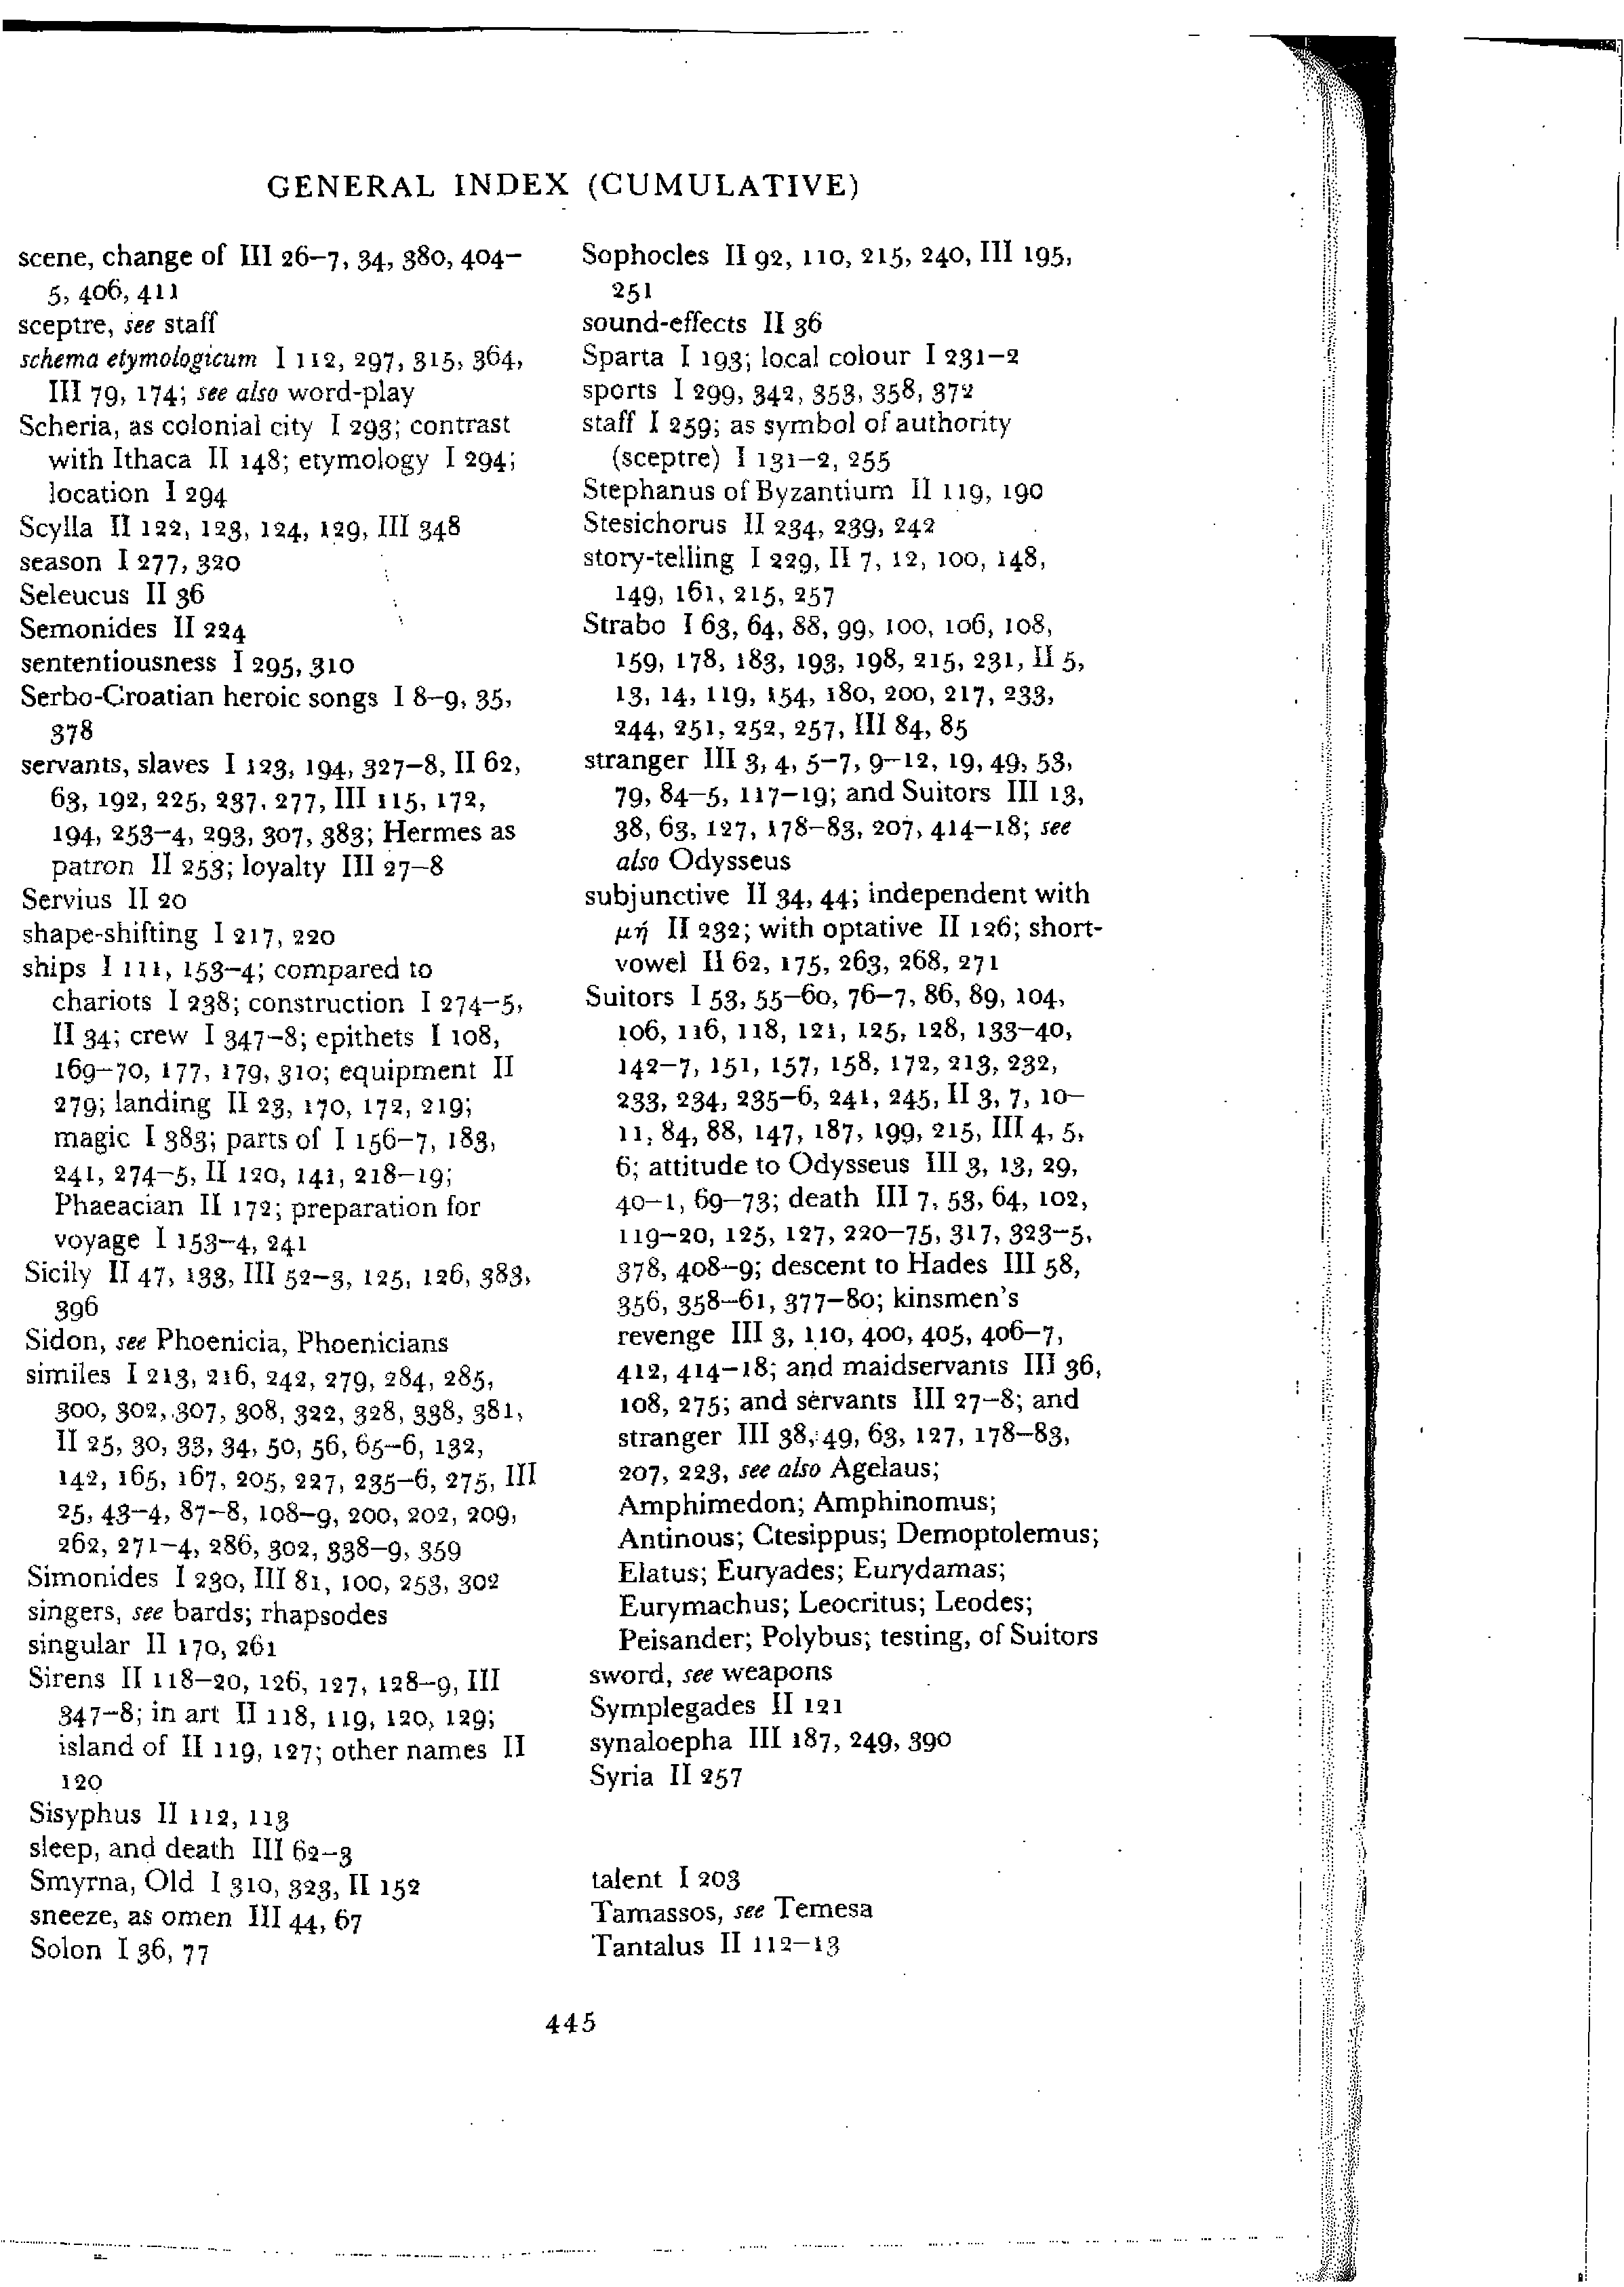 GENERAL INDEX (CUMULATIVE)
scene, change of III 26–7, 34, 380, 404–
5, 406, 411
sceptre, see staff
schema etymologicum I 112, 297, 315, 364,
III 79, 174; see also word-play
Scheria, as colonial city I 293; contrast
with Ithaca II 148; etymology I 294;
location I 294
Scylla II 122, 123, 124, 129, III 348
season I 277, 320
Seleucus II 36
Semonides II 224
sententiousness I 295, 310
Serbo-Croatian heroic songs I 8–9, 35,
378
servants, slaves I 123, 194, 327–8, II 62,
63, 192, 225, 237, 277, III 115, 172,
194, 253–4, 293, 307, 383; Hermes as
patron II 253; loyalty III 27–8
Servius II 20
shape-shifting I 217, 220
ships I 111, 153–4; compared to
chariots I 238; construction I 274–5,
II 34; crew I 347–8; epithets I 108,
169–70, 177, 179, 310; equipment II
279; landing II 23, 170, 172, 219;
magic I 383; parts of I 156–7, 183,
241, 274–5, II 120, 141, 218–19;
Phaeacian II 172; preparation for
voyage I 153–4, 241
Sicily II 47, 133, III 52–3, 125, 126, 383,
396
Sidon, see Phoenicia, Phoenicians
similes I 213, 216, 242, 279, 284, 285,
300, 302, 307, 308, 322, 328, 338, 381,
II 25, 30, 33, 34, 50, 56, 65–6, 132,
142, 165, 167, 205, 227, 235–6, 275, III
25, 43–4, 87–8, 108–9, 200, 202, 209,
262, 271–4, 286, 302, 338–9, 359
Simonides I 230, III 81, 100, 253, 302
singers, see bards; rhapsodes
singular II 170, 261
Sirens II 118–20, 126, 127, 128–9, III
347–8; in art II 118, 119, 120, 129;
island of II 119, 127; other names II
120
Sisyphus II 112, 113
sleep, and death III 62–3
Smyrna, Old I 310, 323, II 152
sneeze, as omen III 44, 67
Solon I 36, 77
Sophocles II 92, 110, 215, 240, III 195,
251
sound-effects II 36
Sparta I 193; local colour I 231–2
sports I 299, 342, 353, 358, 372
staff I 259; as symbol of authority
(sceptre) I 131–2, 255
Stephanus of Byzantium II 119, 190
Stesichorus II 234, 239, 242
story-telling I 229, II 7, 12, 100, 148,
149, 161, 215, 257
Strabo I 63, 64, 88, 99, 100, 106, 108,
159, 178, 183, 193, 198, 215, 231, II 5,
13, 14, 119, 154, 180, 200, 217, 233,
244, 251, 252, 257, III 84, 85
stranger III 3, 4, 5–7, 9–12, 19, 49, 53,
79, 84–5, 117–19; and Suitors III 13,
38, 63, 127, 178–83, 207, 414–18; see
also Odysseus
subjunctive II 34, 44; independent with
μή II 232; with optative II 126; short-
vowel II 62, 175, 263, 268, 271
Suitors I 53, 55–60, 76–7, 86, 89, 104,
106, 116, 118, 121, 125, 128, 133–40,
142–7, 151, 157, 158, 172, 213, 232,
233, 234, 235–6, 241, 245, II 3, 7, 10–
11, 84, 88, 147, 187, 199, 215, III 4, 5,
6; attitude to Odysseus III 3, 13, 29,
40–1, 69–73; death III 7, 53, 64, 102,
119–20, 125, 127, 220–75, 317, 323–5,
378, 408–9; descent to Hades III 58,
356, 358–61, 377–80; kinsmen's
revenge III 3, 110, 400, 405, 406–7,
412, 414–18; and maidservants III 36,
108, 275; and servants III 27–8; and
stranger III 38, 49, 63, 127, 178–83,
207, 223, see also Agelaus;
Amphimedon; Amphinomus;
Antinous; Ctesippus; Demoptolemus;
Elatus; Euryades; Eurydamas;
Eurymachus; Leocritus; Leodes;
Peisander; Polybus; testing, of Suitors
sword, see weapons
Symplegades II 121
synaloepha III 187, 249, 390
Syria II 257
talent I 203
Tamassos, see Temesa
Tantalus II 112–13
445